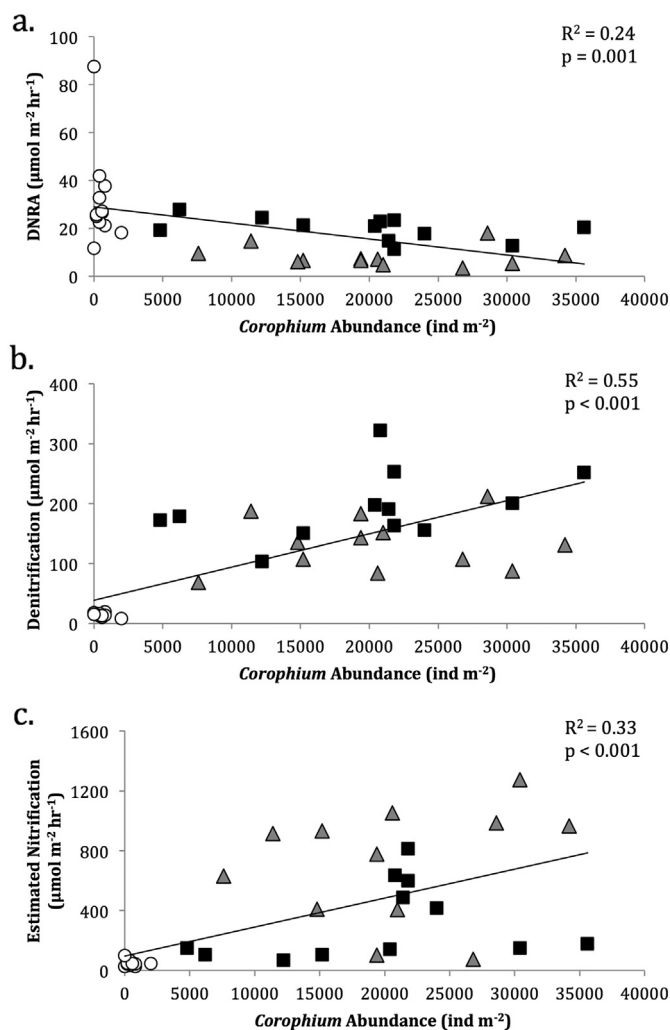 a.
R² = 0.24
p = 0.001
DNRA (µmol m⁻² hr⁻¹)
100
80
60
40
20
0
0 5000 10000 15000 20000 25000 30000 35000 40000
Corophium Abundance (ind m⁻²)
b.
R² = 0.55
p < 0.001
Denitrification (µmol m⁻² hr⁻¹)
400
300
200
100
0
0 5000 10000 15000 20000 25000 30000 35000 40000
Corophium Abundance (ind m⁻²)
c.
R² = 0.33
p < 0.001
Estimated Nitrification
(µmol m⁻² hr⁻¹)
1600
1200
800
400
0
0 5000 10000 15000 20000 25000 30000 35000 40000
Corophium Abundance (ind m⁻²)